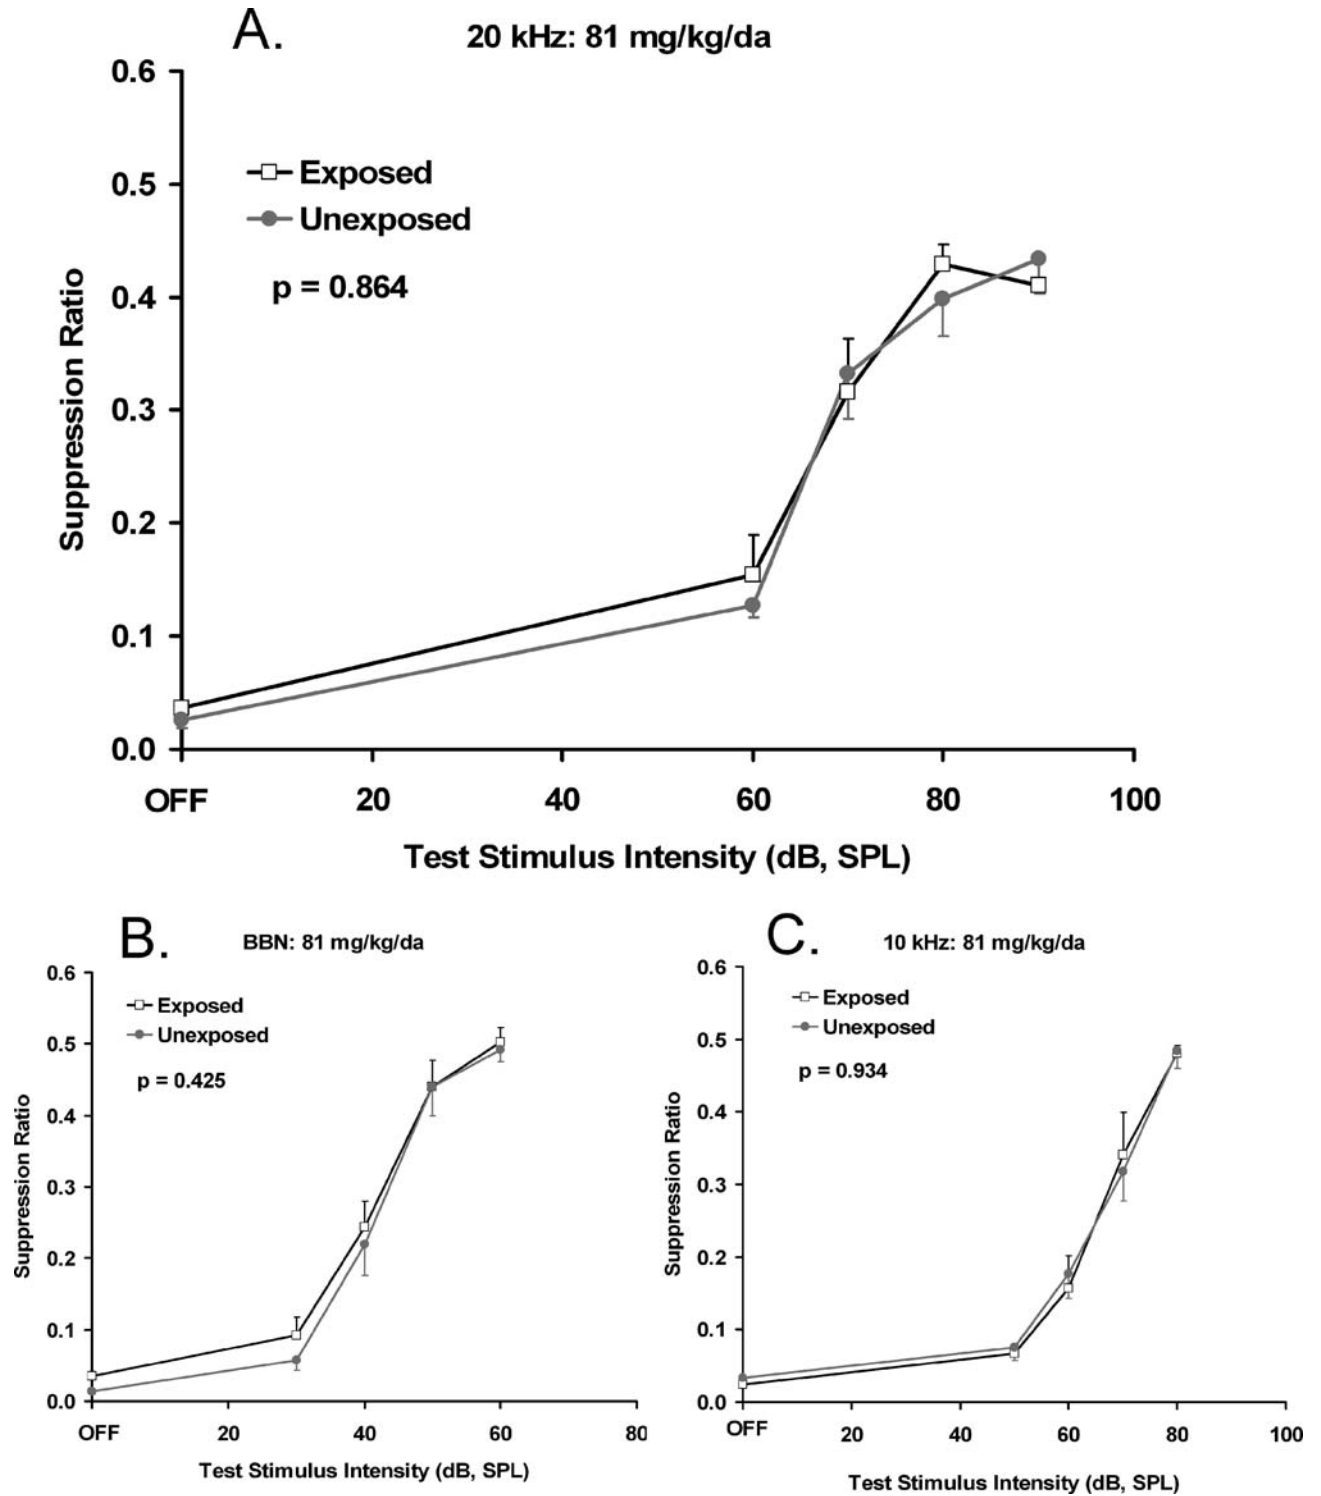 A.
20 kHz: 81 mg/kg/da
0.6
0.5
0.4
0.3
0.2
0.1
0.0
Suppression Ratio
Exposed
Unexposed
p = 0.864
OFF 20 40 60 80 100
Test Stimulus Intensity (dB, SPL)
B.
BBN: 81 mg/kg/da
0.6
0.5
0.4
0.3
0.2
0.1
0.0
Suppression Ratio
Exposed
Unexposed
p = 0.425
OFF 20 40 60 80
Test Stimulus Intensity (dB, SPL)
C.
10 kHz: 81 mg/kg/da
0.6
0.5
0.4
0.3
0.2
0.1
0.0
Suppression Ratio
Exposed
Unexposed
p = 0.934
OFF 20 40 60 80 100
Test Stimulus Intensity (dB, SPL)